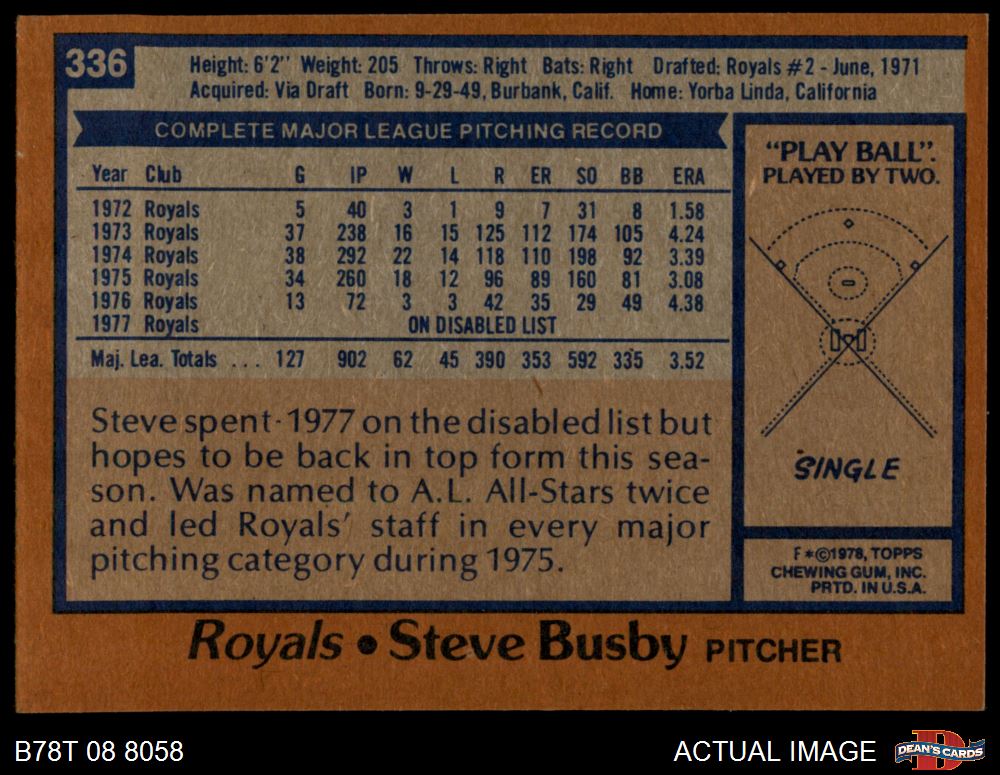 336
Height: 6'2" Weight: 205 Throws: Right Bats: Right Drafted: Royals #2 - June, 1971
Acquired: Via Draft Born: 9-29-49, Burbank, Calif. Home: Yorba Linda, California
COMPLETE MAJOR LEAGUE PITCHING RECORD
Year Club G IP W L R ER SO BB ERA
1972 Royals 5 40 3 1 9 7 31 8 1.58
1973 Royals 37 238 16 15 125 112 174 105 4.24
1974 Royals 38 292 22 14 118 110 198 92 3.39
1975 Royals 34 260 18 12 96 89 160 81 3.08
1976 Royals 13 72 3 3 42 35 29 49 4.38
1977 Royals ON DISABLED LIST
Maj. Lea. Totals ... 127 902 62 45 390 353 592 335 3.52
Steve spent 1977 on the disabled list but
hopes to be back in top form this sea-
son. Was named to A.L. All-Stars twice
and led Royals' staff in every major
pitching category during 1975.
"PLAY BALL".
PLAYED BY TWO.
SINGLE
F*©1978, TOPPS
CHEWING GUM, INC.
PRTD. IN U.S.A.
Royals • Steve Busby PITCHER
B78T 08 8058
ACTUAL IMAGE
DEAN'S CARDS